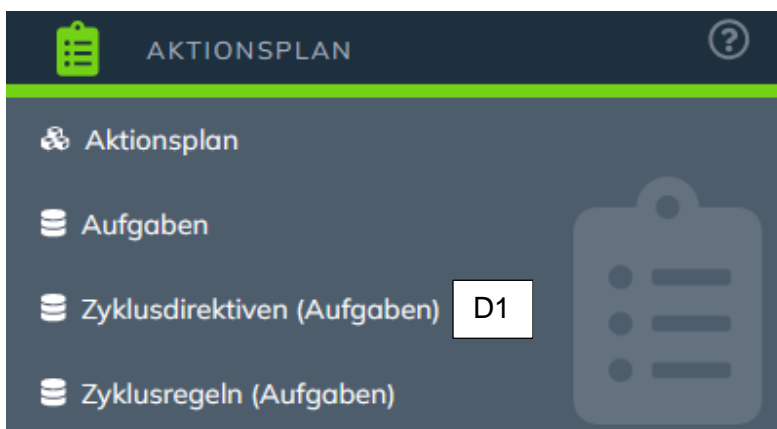 AKTIONSPLAN ?
Aktionsplan
Aufgaben
Zyklusdirektiven (Aufgaben) D1
Zyklusregeln (Aufgaben)